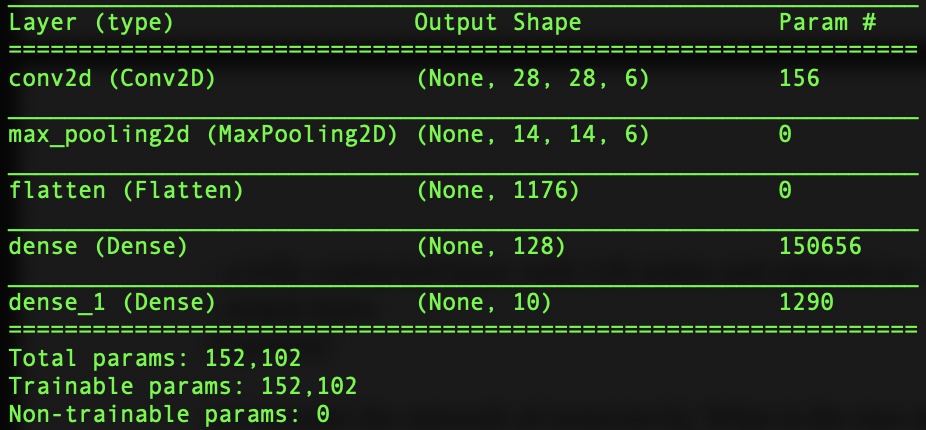 Layer (type) Output Shape Param #
=================================================================
conv2d (Conv2D) (None, 28, 28, 6) 156
max_pooling2d (MaxPooling2D) (None, 14, 14, 6) 0
flatten (Flatten) (None, 1176) 0
dense (Dense) (None, 128) 150656
dense_1 (Dense) (None, 10) 1290
=================================================================
Total params: 152,102
Trainable params: 152,102
Non-trainable params: 0